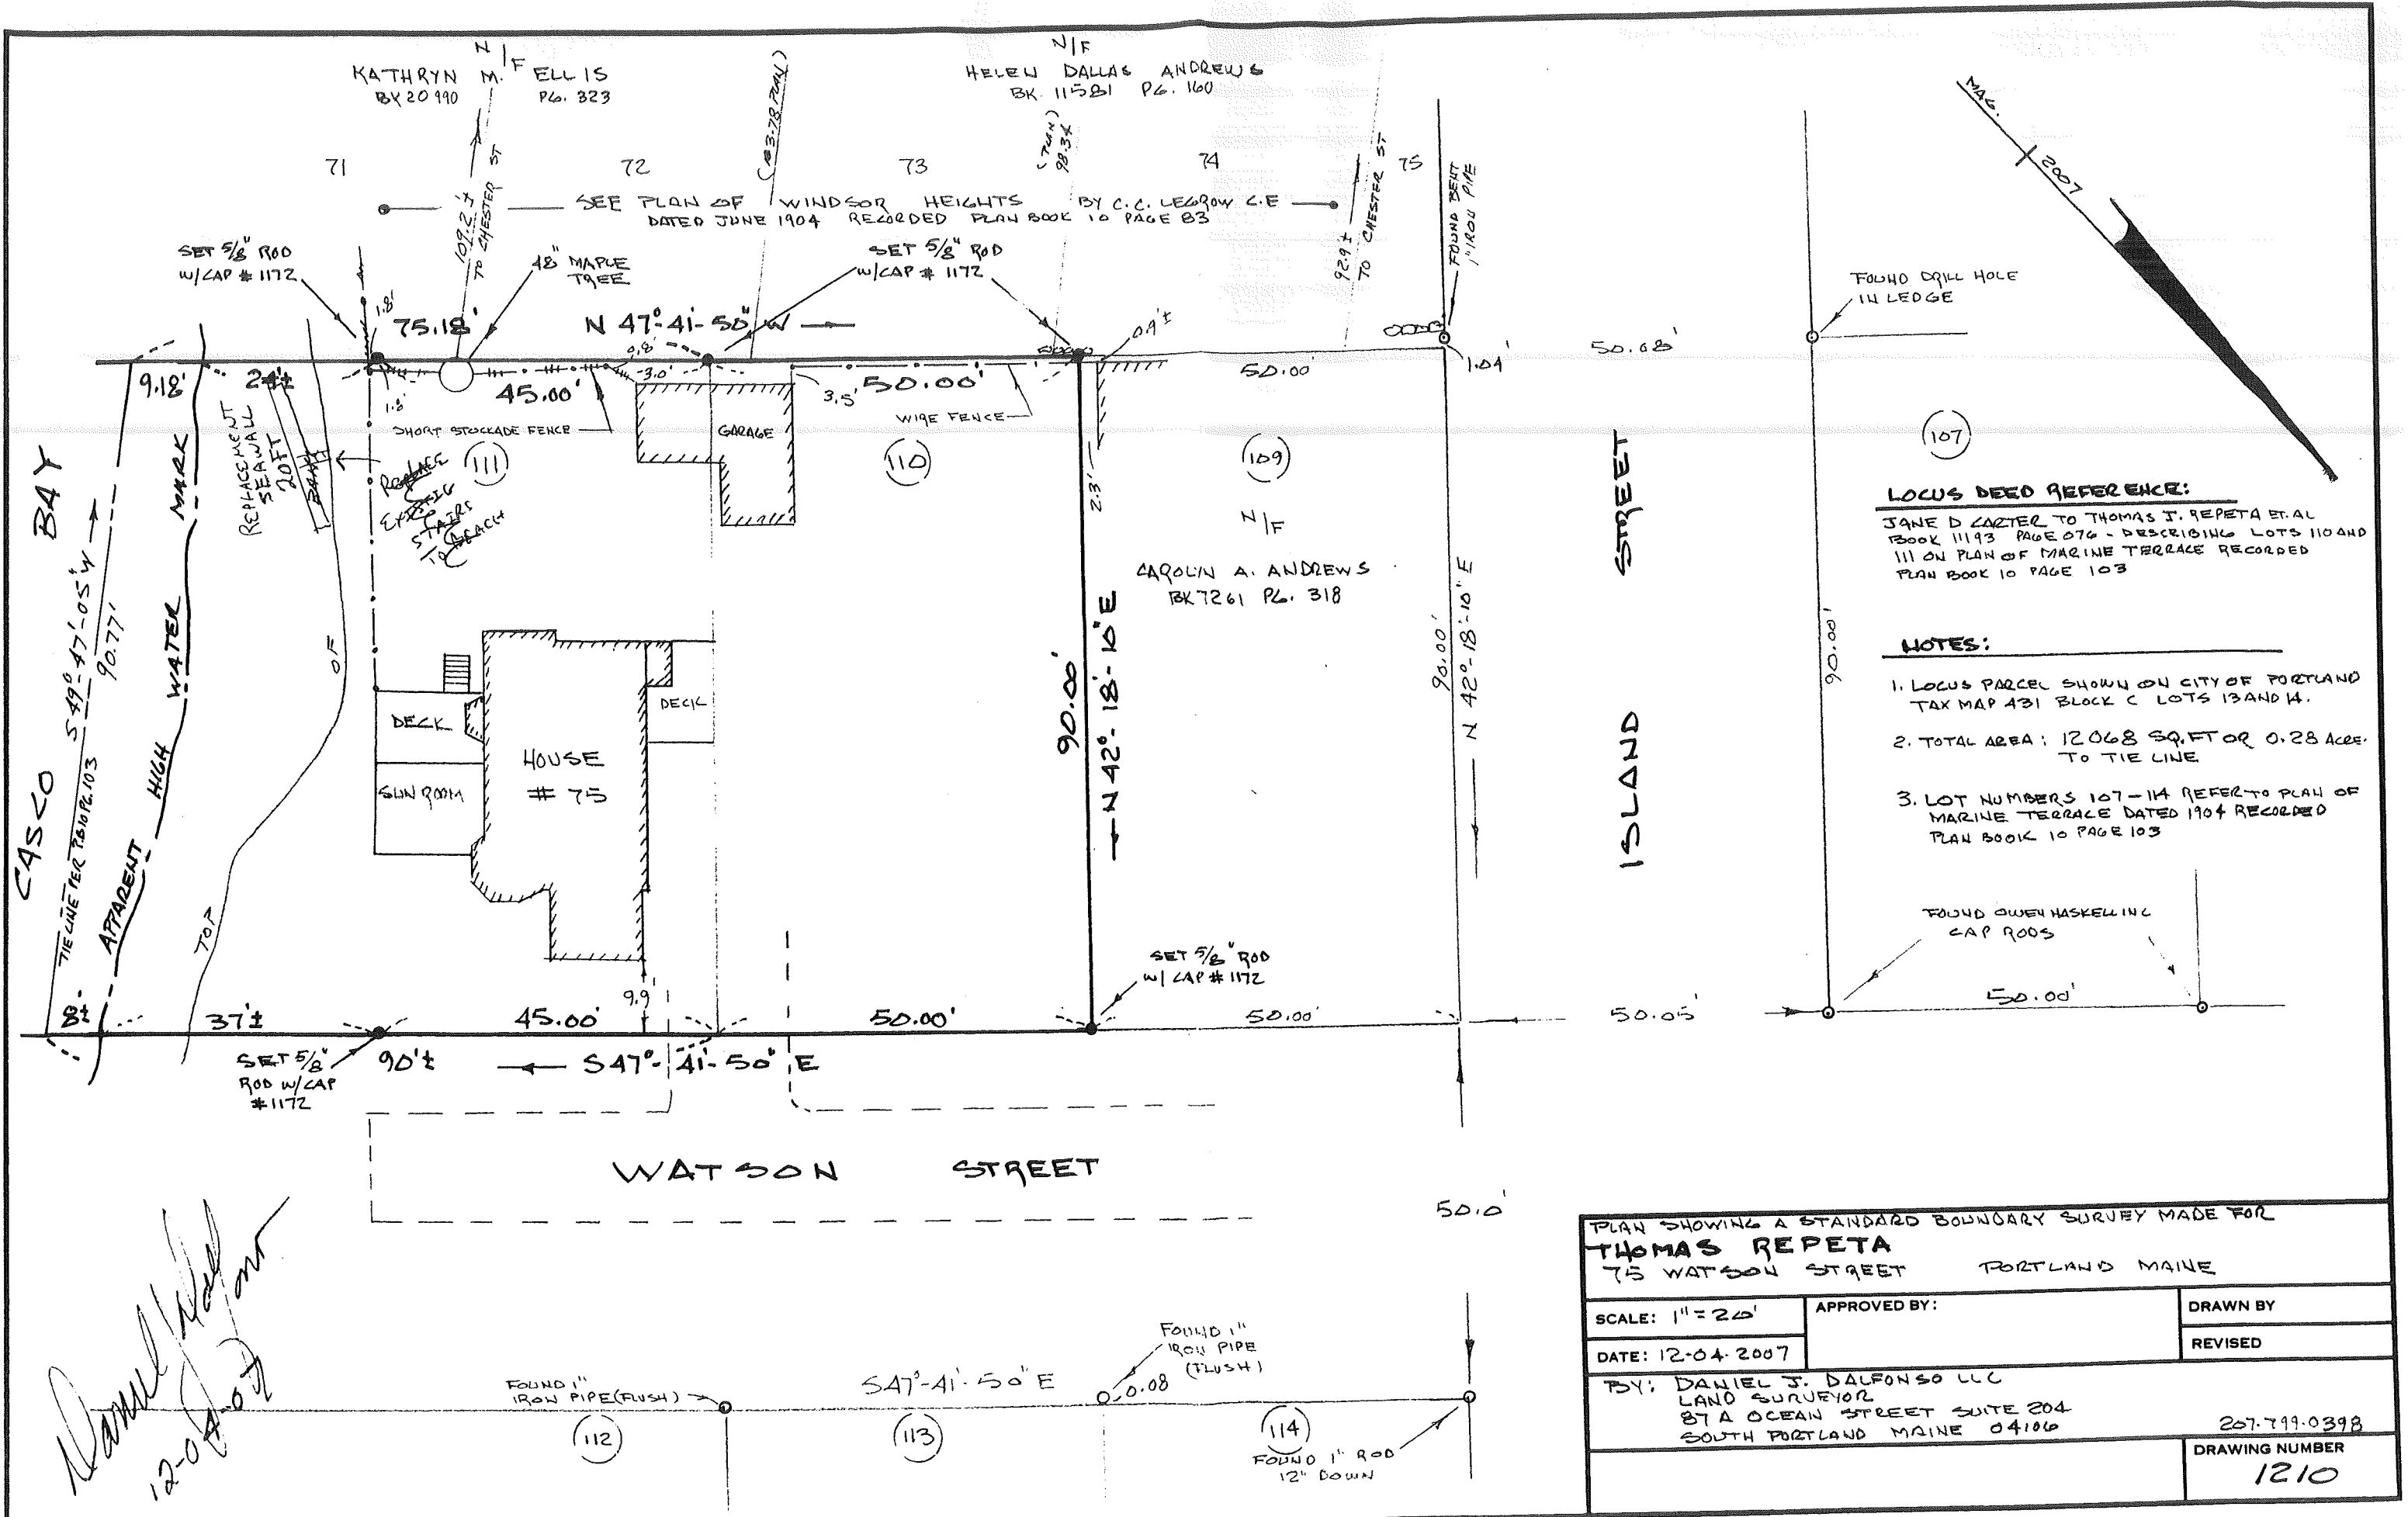 N/F
KATHRYN M. ELLIS
BK 20990 PG. 323
N/F
HELEN DALLAS ANDREWS
BK. 11581 PG. 160
MAG.
2007
71
72
73
74
75
109.2'±
TO CHESTER ST
98.3±
92.9'±
TO CHESTER ST
FOUND BENT
1" IRON PIPE
SEE PLAN OF WINDSOR HEIGHTS BY C.C. LEGROW C.E
DATED JUNE 1904 RECORDED PLAN BOOK 10 PAGE 83
SET 5/8" ROD
W/CAP # 1172
48" MAPLE
TREE
SET 5/8" ROD
W/CAP # 1172
FOUND DRILL HOLE
IN LEDGE
1.8'
75.18'
N 47°-41'-50" W
0.9'±
50.08'
1.04'
9.18'
24'±
1.8'
45.00'
0.8'
3.0'
3.5'
50.00'
50.00'
SHORT STOCKADE FENCE
WIRE FENCE
GARAGE
REPLACEMENT
SEAWALL
20FT
BANK
REPLACE
STAIRS
TO BEACH
111
110
109
107
2.3'
N/F
CAROLIN A. ANDREWS
BK 7261 PG. 318
CASCO BAY
S 49°-47'-05" W
90.77'
TIE LINE PER P.B.10 PG.103
APPARENT HIGH WATER MARK
TOP OF
DECK
SUN ROOM
HOUSE
# 75
DECK
90.00'
N 42°-18'-10" E
90.00'
N 42°-18'-10" E
ISLAND STREET
90.00'
LOCUS DEED REFERENCE:
JANE D CARTER TO THOMAS J. REPETA ET. AL
BOOK 11193 PAGE 076 - DESCRIBING LOTS 110 AND
111 ON PLAN OF MARINE TERRACE RECORDED
PLAN BOOK 10 PAGE 103
NOTES:
1. LOCUS PARCEL SHOWN ON CITY OF PORTLAND
TAX MAP 431 BLOCK C LOTS 13 AND 14.
2. TOTAL AREA: 12068 SQ.FT OR 0.28 ACRE.
TO TIE LINE
3. LOT NUMBERS 107-114 REFER TO PLAN OF
MARINE TERRACE DATED 1904 RECORDED
PLAN BOOK 10 PAGE 103
FOUND OWEN HASKELL INC
CAP RODS
SET 5/8" ROD
W/ CAP # 1172
8'±
37'±
45.00'
9.9'
50.00'
50.00'
50.05'
50.00'
SET 5/8"
ROD W/CAP
#1172
90'±
S 47°-41'-50" E
WATSON STREET
50.0'
FOUND 1"
IRON PIPE (FLUSH)
S47°-41'-50" E
FOUND 1"
IRON PIPE
(FLUSH)
0.08
112
113
114
FOUND 1" ROD
12" DOWN
12-04-07
PLAN SHOWING A STANDARD BOUNDARY SURVEY MADE FOR
THOMAS REPETA
75 WATSON STREET PORTLAND MAINE
SCALE: 1" = 20'
APPROVED BY:
DRAWN BY
DATE: 12-04-2007
REVISED
BY: DANIEL J. DALFONSO LLC
LAND SURVEYOR
87 A OCEAN STREET SUITE 204
SOUTH PORTLAND MAINE 04106
207-799-0398
DRAWING NUMBER
1210